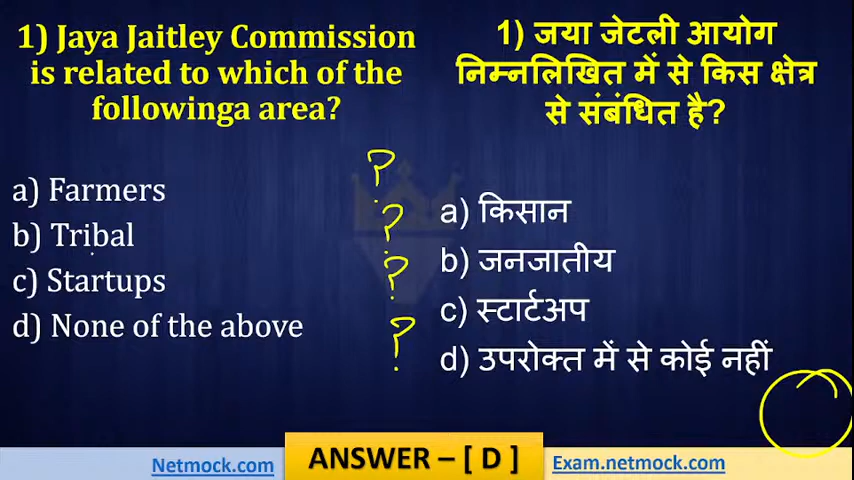 1) Jaya Jaitley Commission
is related to which of the
followinga area?
a) Farmers
b) Tribal
c) Startups
d) None of the above
1) जया जेटली आयोग
निम्नलिखित में से किस क्षेत्र
से संबंधित है?
a) किसान
b) जनजातीय
c) स्टार्टअप
d) उपरोक्त में से कोई नहीं
?
?
?
?
Netmock.com
ANSWER – [ D ]
Exam.netmock.com